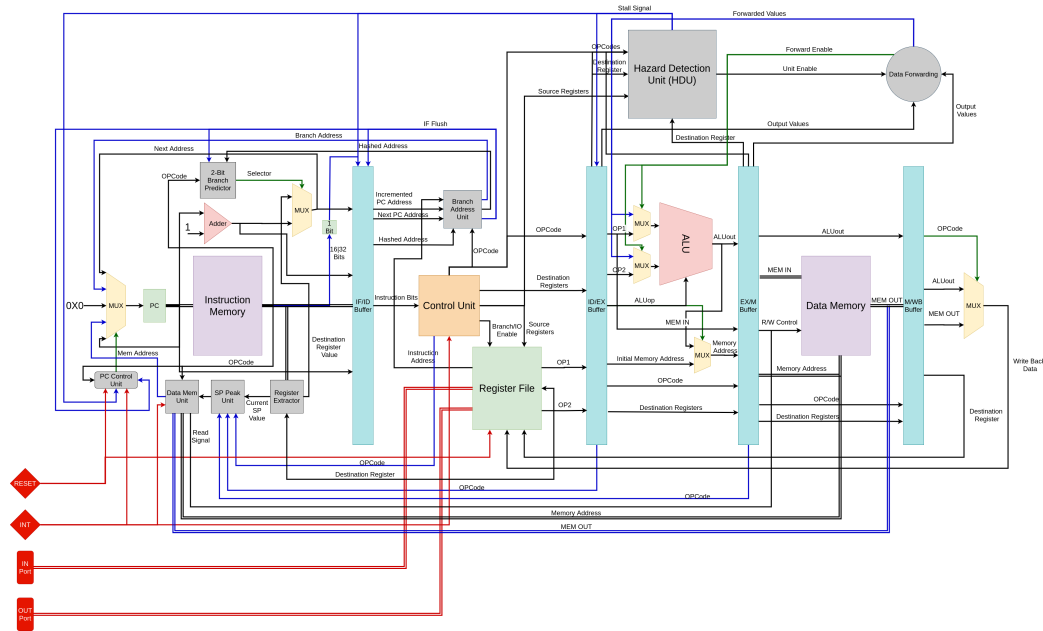 Stall Signal
Forwarded Values
OPCodes
Destination
Register
Source Registers
Hazard Detection
Unit (HDU)
Forward Enable
Unit Enable
Data Forwarding
Output
Values
Output Values
Destination Register
IF Flush
Branch Address
Hashed Address
Next Address
OPCode
2-Bit
Branch
Predictor
Selector
MUX
Adder
1
1
Bit
16|32
Bits
Incremented
PC Address
Next PC Address
Hashed Address
Branch
Address
Unit
OPCode
OPCode
OP1
MUX
MUX
OP2
ALU
ALUout
ALUout
OPCode
ALUout
MEM OUT
MUX
0X0
MUX
PC
Instruction
Memory
IF/ID
Buffer
Instruction Bits
Control Unit
Destination
Registers
ID/EX
Buffer
ALUop
MEM IN
MUX
Memory
Address
Initial Memory Address
EX/M
Buffer
MEM IN
R/W Control
Data Memory
MEM OUT
M/WB
Buffer
Memory Address
Mem Address
PC Control
Unit
OPCode
Destination
Register
Value
Data Mem
Unit
SP Peak
Unit
Current
SP
Value
Register
Extractor
Read
Signal
Instruction
Address
Branch/IO
Enable
Source
Registers
Register File
OP1
OP2
OPCode
Destination Registers
OPCode
Destination Registers
Write Back
Data
Destination
Register
OPCode
Destination Register
OPCode
OPCode
Memory Address
MEM OUT
RESET
INT
IN
Port
OUT
Port